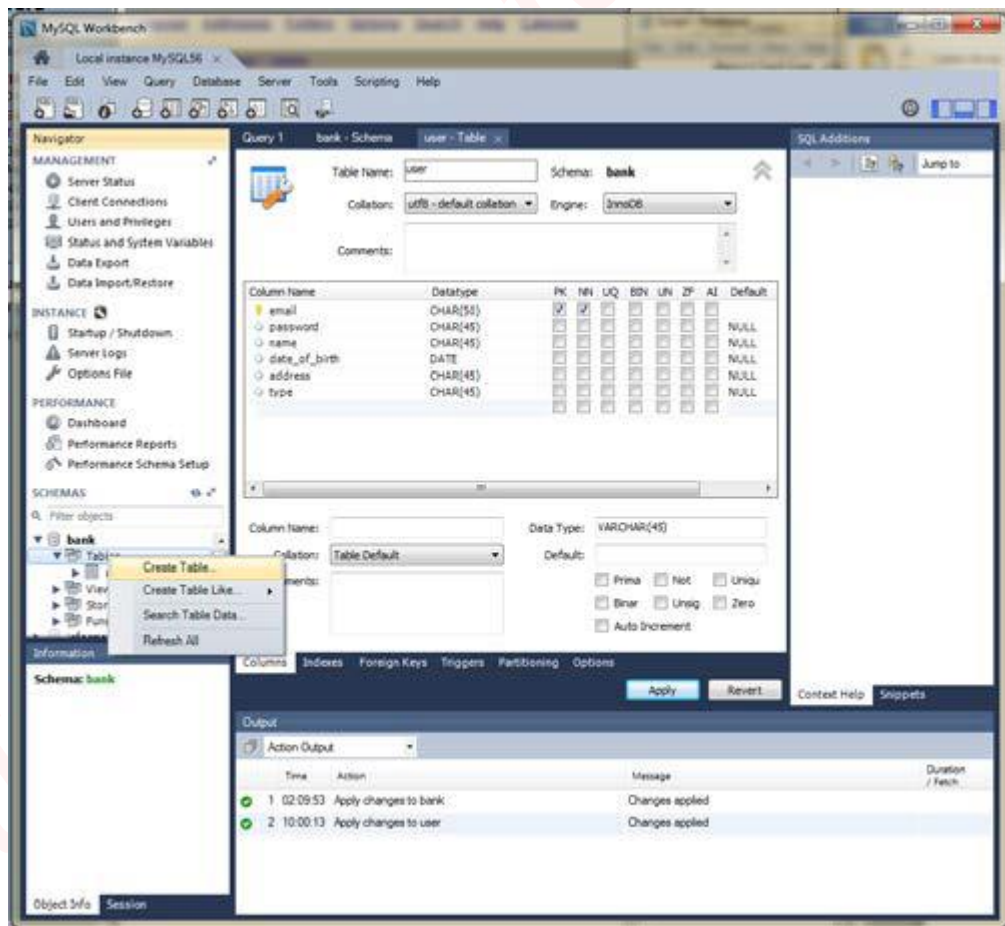 MySQL Workbench
Local instance MySQL56 ×
File Edit View Query Database Server Tools Scripting Help
Navigator
MANAGEMENT
Server Status
Client Connections
Users and Privileges
Status and System Variables
Data Export
Data Import/Restore
INSTANCE
Startup / Shutdown
Server Logs
Options File
PERFORMANCE
Dashboard
Performance Reports
Performance Schema Setup
SCHEMAS
Filter objects
bank
Tables
View
Stor
Func
Create Table...
Create Table Like...
Search Table Data...
Refresh All
Information
Schema: bank
Object Info Session
Query 1 bank - Schema user - Table ×
Table Name: user Schema: bank
Collation: utf8 - default collation Engine: InnoDB
Comments:
Column Name Datatype PK NN UQ BIN UN ZF AI Default
email CHAR(50)
password CHAR(45) NULL
name CHAR(45) NULL
date_of_birth DATE NULL
address CHAR(45) NULL
type CHAR(45) NULL
Column Name: Data Type: VARCHAR(45)
Collation: Table Default Default:
ments:
Prima Not Uniqu
Binar Unsig Zero
Auto Increment
Columns Indexes Foreign Keys Triggers Partitioning Options
Apply Revert
SQL Additions
Jump to
Context Help Snippets
Output
Action Output
Time Action Message Duration / Fetch
1 02:09:53 Apply changes to bank Changes applied
2 10:00:13 Apply changes to user Changes applied